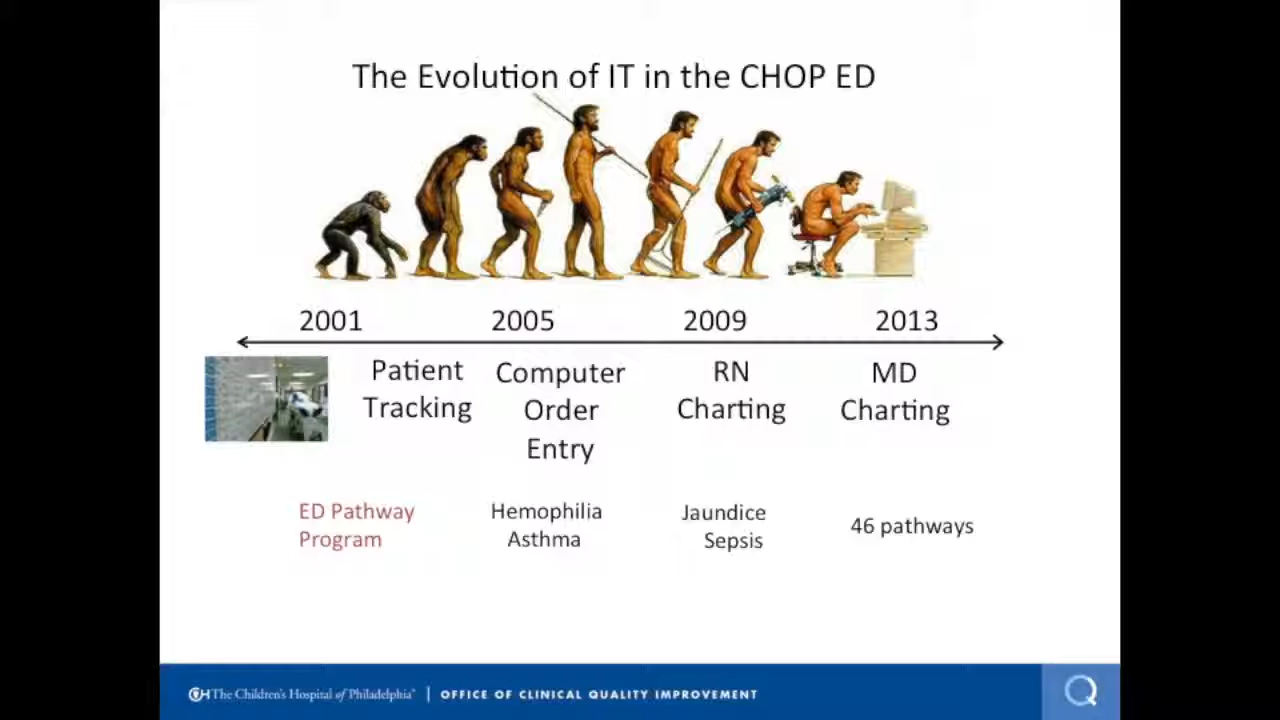 The Evolution of IT in the CHOP ED
2001 2005 2009 2013
Patient
Tracking
Computer
Order
Entry
RN
Charting
MD
Charting
ED Pathway
Program
Hemophilia
Asthma
Jaundice
Sepsis
46 pathways
CH The Children's Hospital of Philadelphia® | OFFICE OF CLINICAL QUALITY IMPROVEMENT
Q